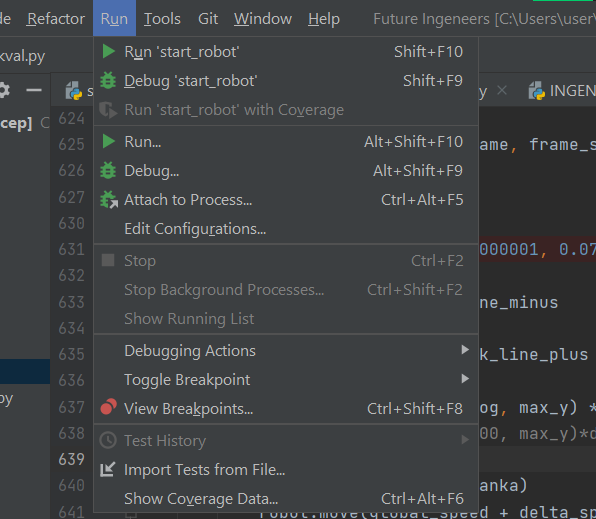 de Refactor Run Tools Git Window Help Future Ingeneers [C:\Users\user\
kval.py
Run 'start_robot' Shift+F10
Debug 'start_robot' Shift+F9
s y INGEN
Run 'start_robot' with Coverage
cep] C 624
Run... Alt+Shift+F10
625 ame, frame_s
Debug... Alt+Shift+F9
626
627 Attach to Process... Ctrl+Alt+F5
630 Edit Configurations...
631 000001, 0.07
Stop Ctrl+F2
632 Stop Background Processes... Ctrl+Shift+F2
633 ne_minus
634 Show Running List
635 Debugging Actions k_line_plus
636 Toggle Breakpoint
py 637 View Breakpoints... Ctrl+Shift+F8 og, max_y) *
638 Test History 00, max_y)*d
639 Import Tests from File...
640 anka)
Show Coverage Data... Ctrl+Alt+F6
641 robot.move(global_speed + delta_sp